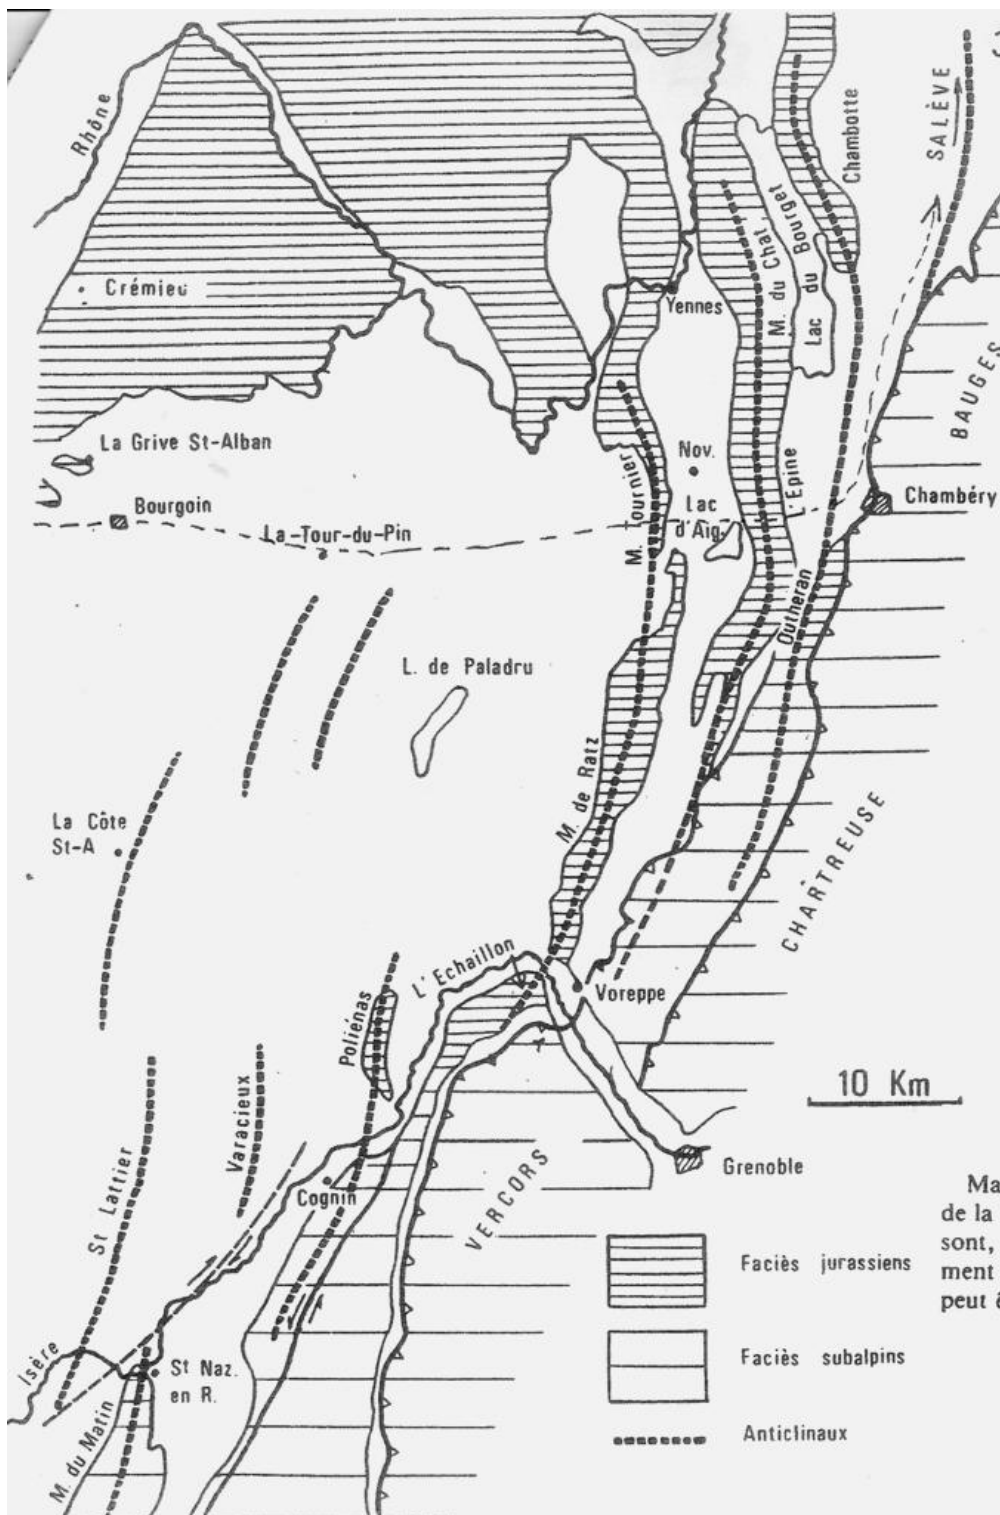 Rhône
Chambotte
SALÈVE
M. du Chat
Lac du Bourget
Crémieu
Yennes
BAUGES
La Grive St-Alban
Nov.
M. Tournier
L'Epine
Chambéry
Bourgoin
Lac
d'Aig.
La-Tour-du-Pin
Outheran
L. de Paladru
M. de Ratz
La Côte
St-A
CHARTREUSE
L'Echaillon
Voreppe
Poliénas
10 Km
Varacieux
St Lattier
Cognin
VERCORS
Grenoble
Ma
de la
sont,
ment
peut
Faciès jurassiens
Isère
St Naz.
en R.
Faciès subalpins
M. du Matin
Anticlinaux